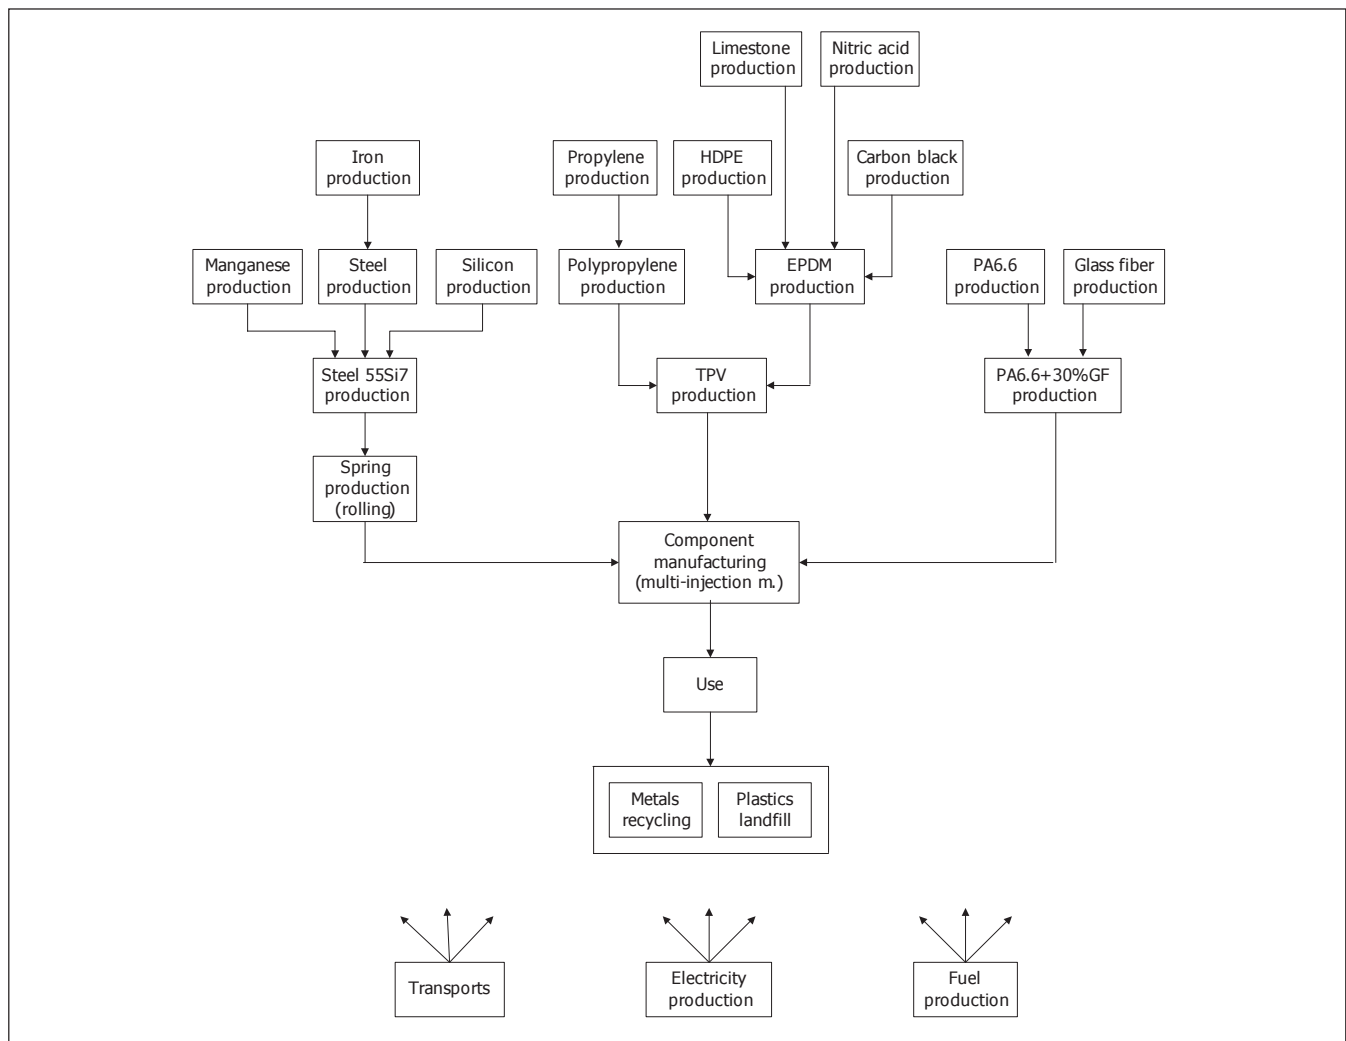 Limestone
production
Nitric acid
production
Iron
production
Propylene
production
HDPE
production
Carbon black
production
Manganese
production
Steel
production
Silicon
production
Polypropylene
production
EPDM
production
PA6.6
production
Glass fiber
production
Steel 55Si7
production
TPV
production
PA6.6+30%GF
production
Spring
production
(rolling)
Component
manufacturing
(multi-injection m.)
Use
Metals
recycling
Plastics
landfill
Transports
Electricity
production
Fuel
production